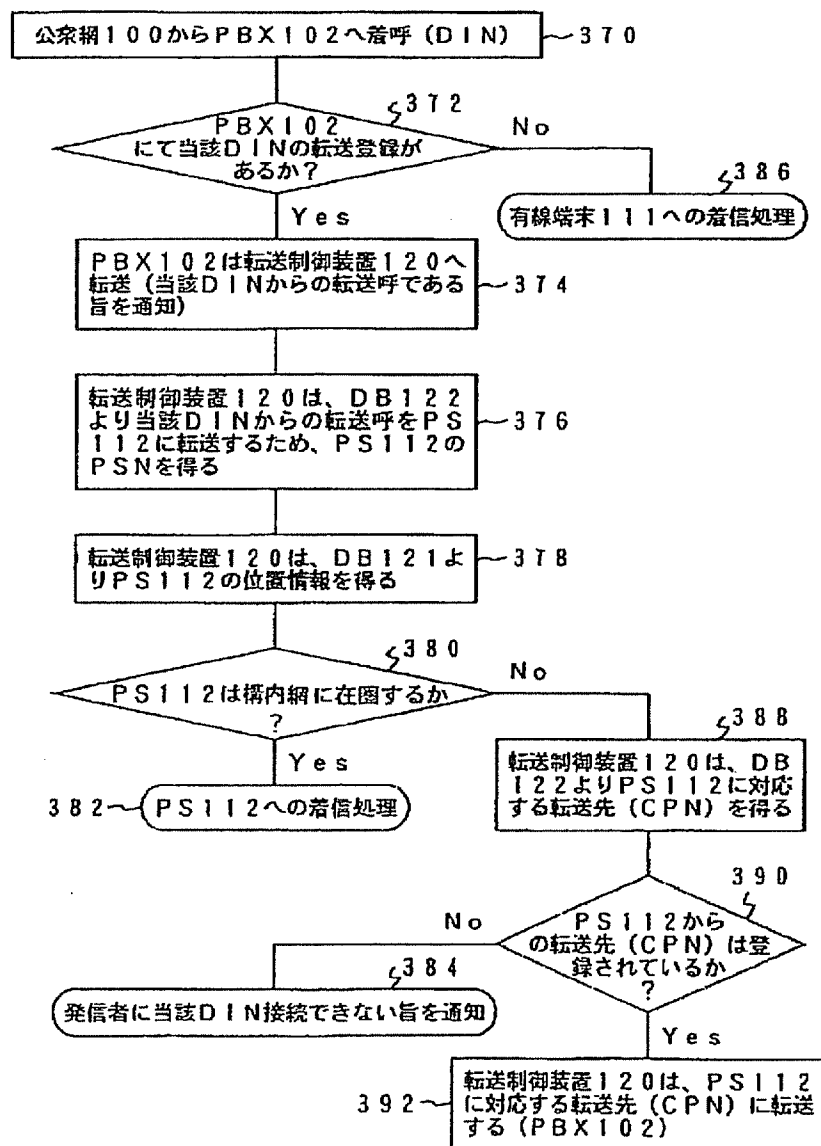 公衆網100からPBX102へ着呼(DIN)
370
372
PBX102
にて当該DINの転送登録が
あるか?
No
386
有線端末111への着信処理
Yes
PBX102は転送制御装置120へ
転送(当該DINからの転送呼である
旨を通知)
374
転送制御装置120は、DB122
より当該DINからの転送呼をPS
112に転送するため、PS112の
PSNを得る
376
転送制御装置120は、DB121よ
りPS112の位置情報を得る
378
380
PS112は構内網に在圏するか
?
No
388
Yes
382
PS112への着信処理
転送制御装置120は、DB
122よりPS112に対応
する転送先(CPN)を得る
390
PS112から
の転送先(CPN)は登
録されているか
?
No
384
発信者に当該DIN接続できない旨を通知
Yes
392
転送制御装置120は、PS112
に対応する転送先(CPN)に転送
する(PBX102)